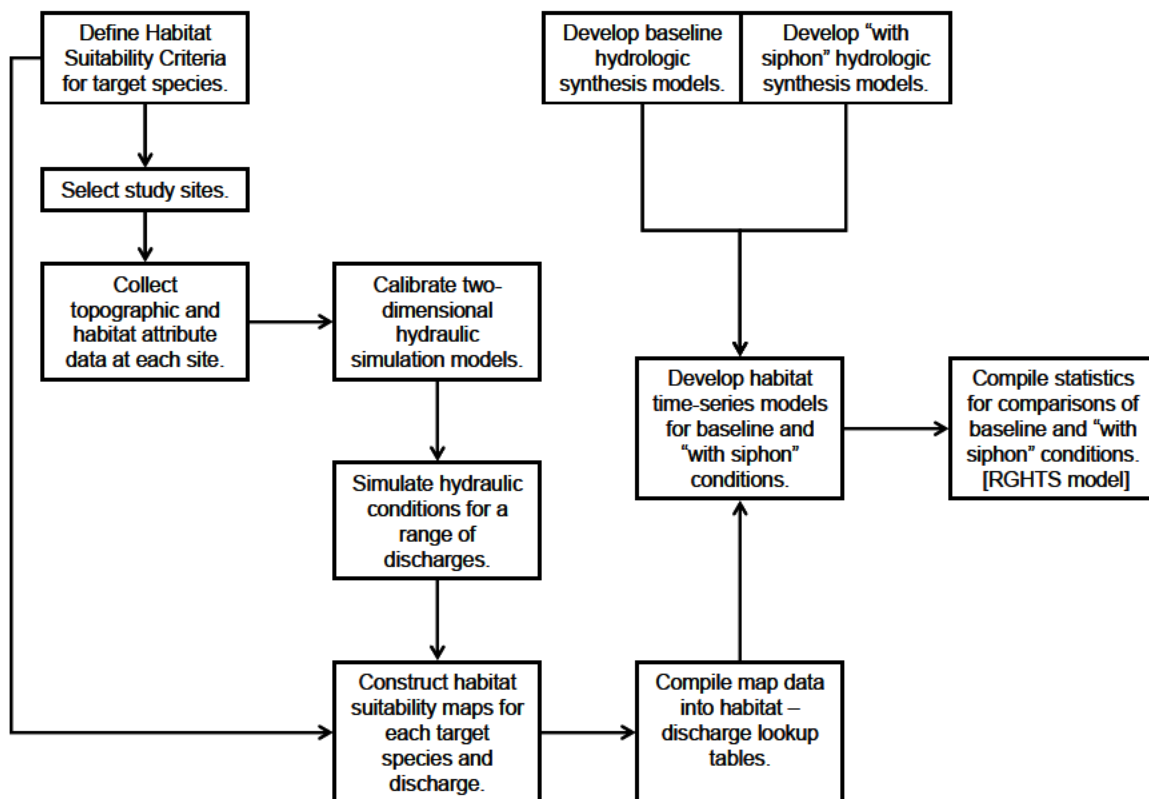 Define Habitat
Suitability Criteria
for target species.
Develop baseline
hydrologic
synthesis models.
Develop “with
siphon” hydrologic
synthesis models.
Select study sites.
Collect
topographic and
habitat attribute
data at each site.
Calibrate two-
dimensional
hydraulic
simulation models.
Develop habitat
time-series models
for baseline and
“with siphon”
conditions.
Compile statistics
for comparisons of
baseline and “with
siphon” conditions.
[RGHTS model]
Simulate hydraulic
conditions for a
range of
discharges.
Construct habitat
suitability maps for
each target
species and
discharge.
Compile map data
into habitat –
discharge lookup
tables.